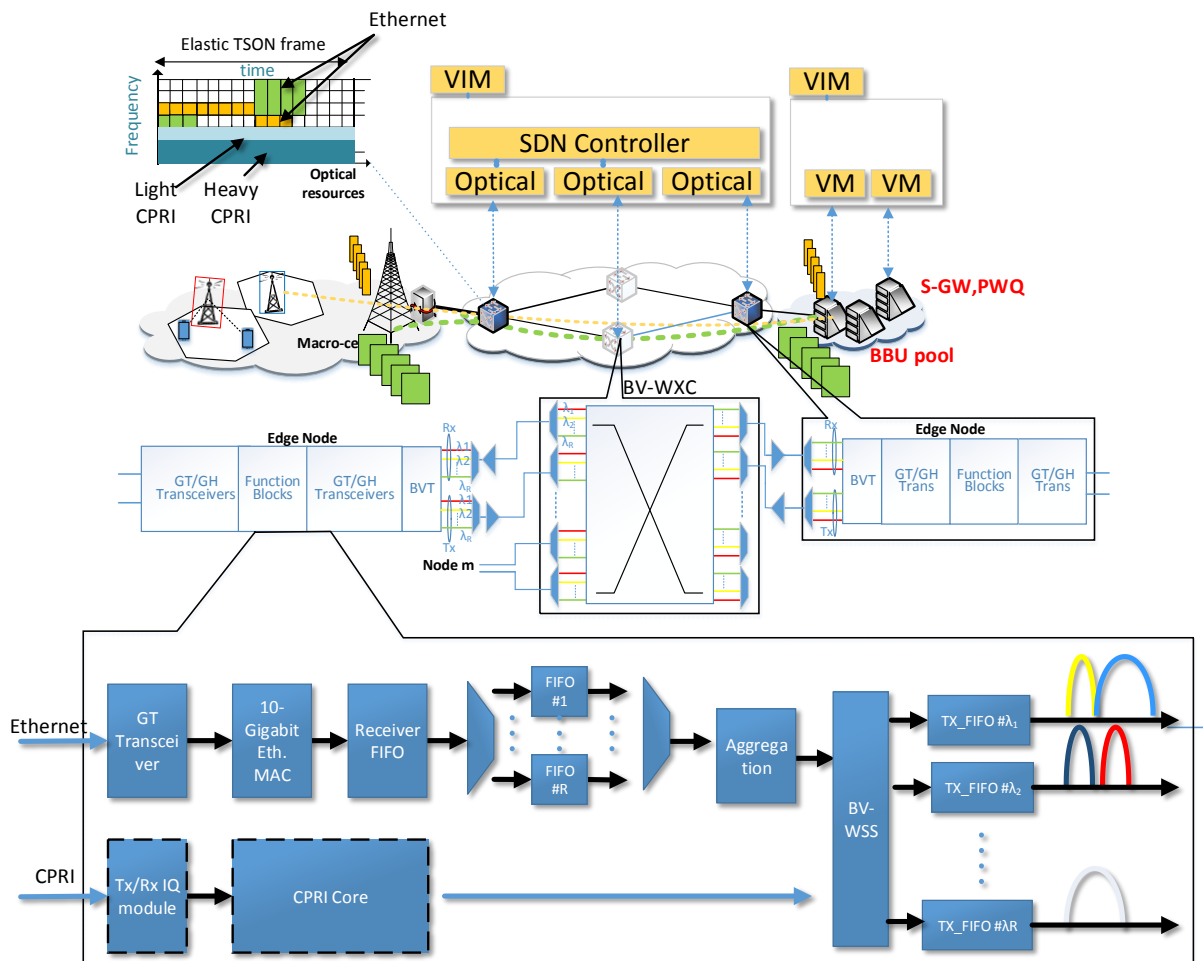 Ethernet
Elastic TSON frame
time
Frequency
Light
CPRI
Heavy
CPRI
Optical
resources
VIM
SDN Controller
Optical
Optical
Optical
VIM
VM
VM
Macro-ce
S-GW,PWQ
BBU pool
BV-WXC
Edge Node
GT/GH
Transceivers
Function
Blocks
GT/GH
Transceivers
BVT
Rx
λ1
λ2
λR
λ1
λ2
λR
Tx
Node m
λ1
λ2
λR
Edge Node
Rx
Tx
BVT
GT/GH
Trans
Function
Blocks
GT/GH
Trans
Ethernet
GT
Transcei
ver
10-
Gigabit
Eth.
MAC
Receiver
FIFO
FIFO
#1
FIFO
#R
Aggrega
tion
BV-
WSS
TX_FIFO #λ1
TX_FIFO #λ2
TX_FIFO #λR
CPRI
Tx/Rx IQ
module
CPRI Core